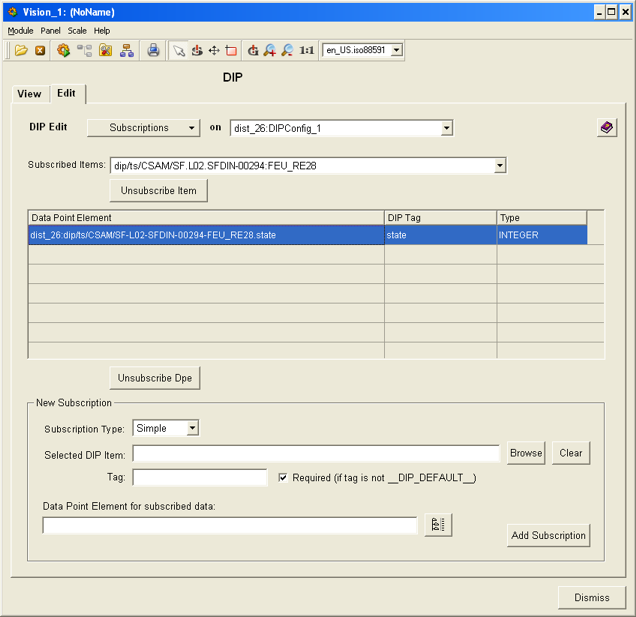 Vision_1: (NoName)
Module Panel Scale Help
1:1 en_US.iso88591
DIP
View Edit
DIP Edit Subscriptions on dist_26:DIPConfig_1
Subscribed Items: dip/ts/CSAM/SF.L02.SFDIN-00294:FEU_RE28
Unsubscribe Item
Data Point Element DIP Tag Type
dist_26:dip/ts/CSAM/SF-L02-SFDIN-00294-FEU_RE28.state state INTEGER
Unsubscribe Dpe
New Subscription
Subscription Type: Simple
Selected DIP Item: Browse Clear
Tag: Required (if tag is not __DIP_DEFAULT__)
Data Point Element for subscribed data:
Add Subscription
Dismiss